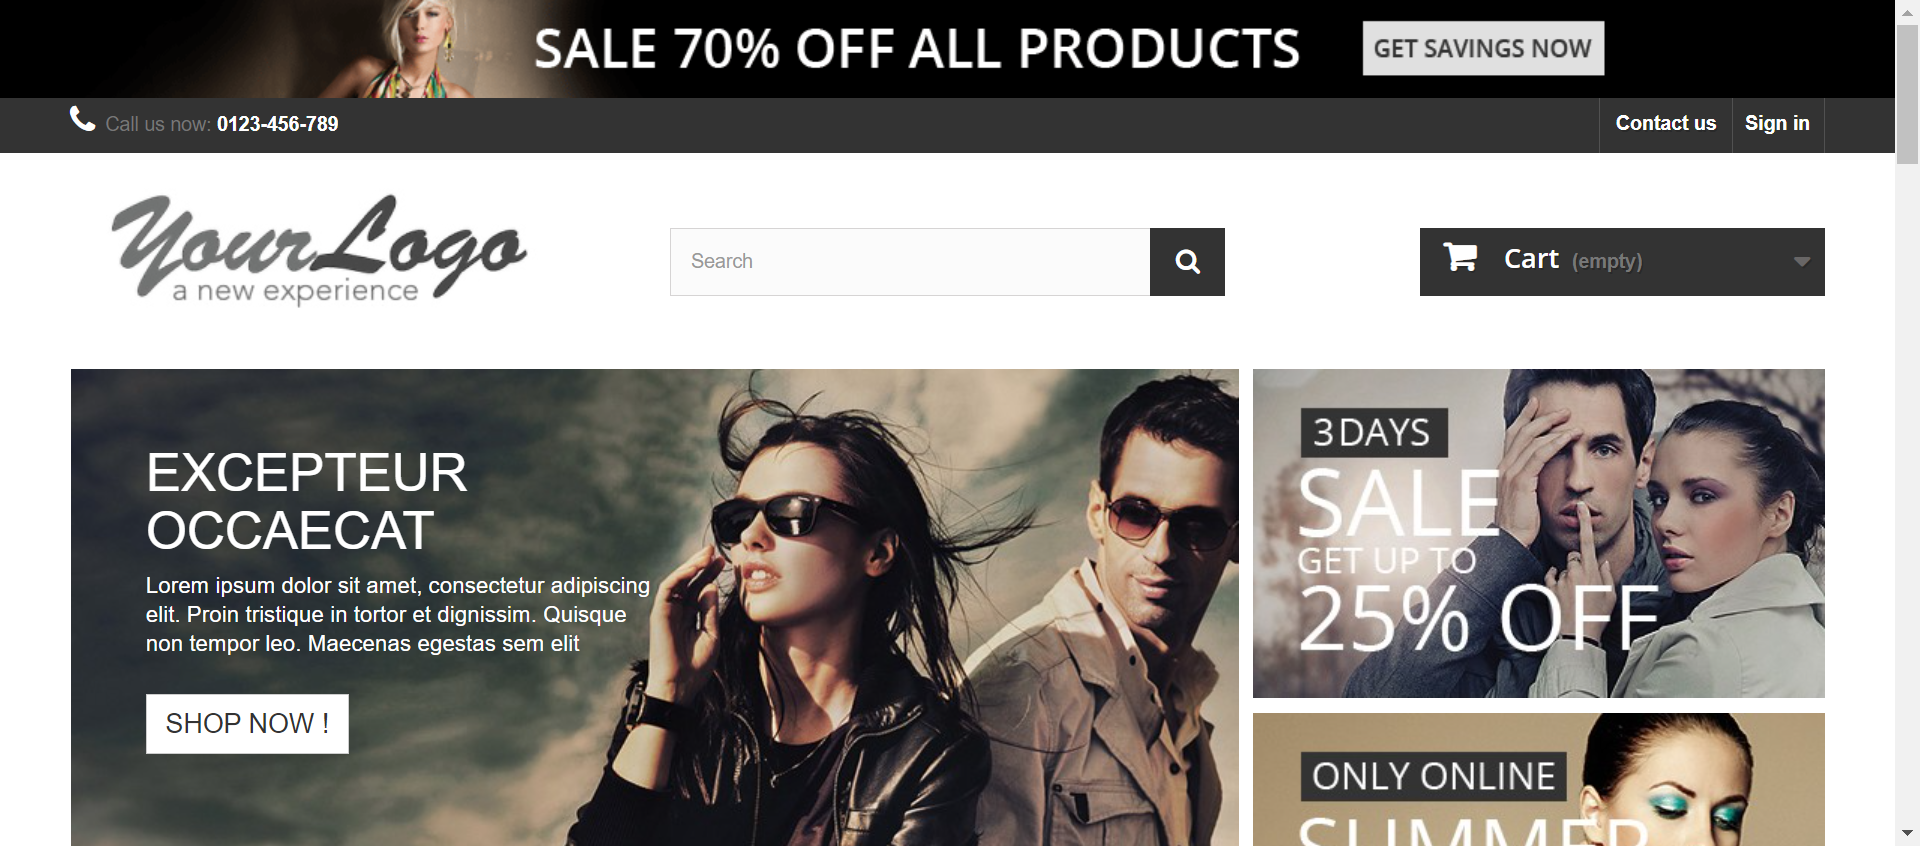 SALE 70% OFF ALL PRODUCTS
GET SAVINGS NOW
Call us now: 0123-456-789
Contact us
Sign in
YourLogo
a new experience
Search
Cart (empty)
EXCEPTEUR
OCCAECAT
Lorem ipsum dolor sit amet, consectetur adipiscing
elit. Proin tristique in tortor et dignissim. Quisque
non tempor leo. Maecenas egestas sem elit
SHOP NOW !
3 DAYS
SALE
GET UP TO
25% OFF
ONLY ONLINE
SUMMER